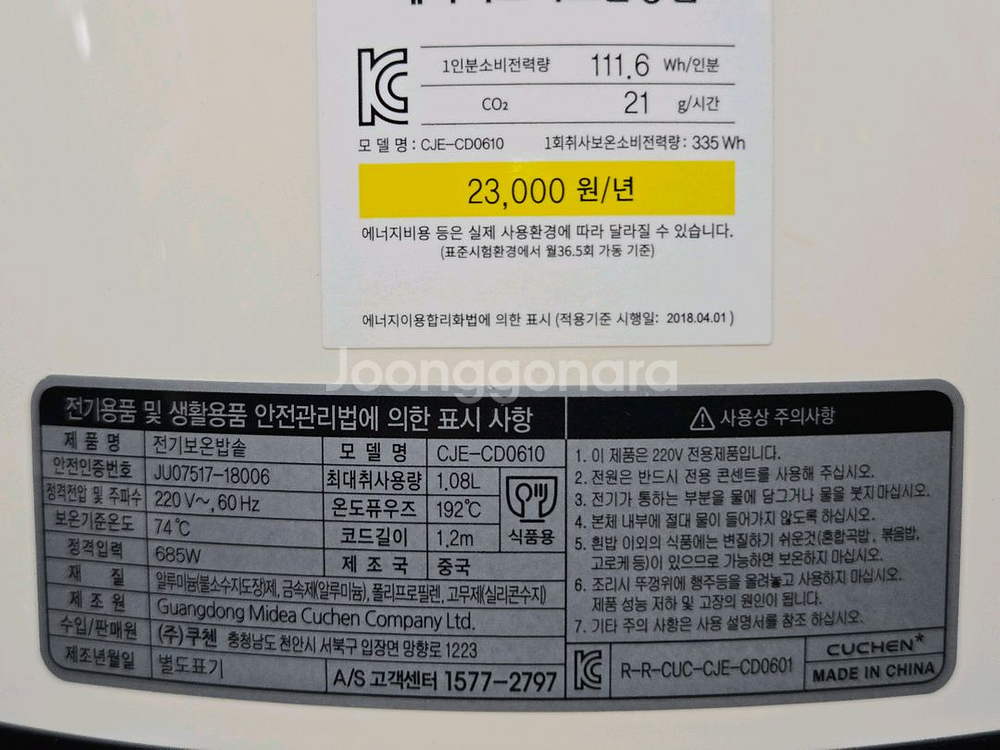 1인분소비전력량 111.6 Wh/인분
CO₂ 21 g/시간
모 델 명 : CJE-CD0610 1회취사보온소비전력량 : 335 Wh
23,000 원/년
에너지비용 등은 실제 사용환경에 따라 달라질 수 있습니다.
(표준시험환경에서 월36.5회 가동 기준)
에너지이용합리화법에 의한 표시 (적용기준 시행일: 2018.04.01)
Joonggonara
전기용품 및 생활용품 안전관리법에 의한 표시 사항
제 품 명 전기보온밥솥 모 델 명 CJE-CD0610
안전인증번호 JU07517-18006 최대취사용량 1.08L
정격전압 및 주파수 220 V~, 60 Hz 온도퓨우즈 192℃
보온기준온도 74℃ 코드길이 1.2m
식품용
정격입력 685W 제 조 국 중국
재 질 알루미늄(불소수지도장)제, 금속제(알루미늄), 폴리프로필렌, 고무제(실리콘수지)
제 조 원 Guangdong Midea Cuchen Company Ltd.
수입/판매원 (주) 쿠첸 충청남도 천안시 서북구 입장면 망향로 1223
제조년월일 별도표기 A/S 고객센터 1577-2797
사용상 주의사항
1. 이 제품은 220V 전용제품입니다.
2. 전원은 반드시 전용 콘센트를 사용해 주십시오.
3. 전기가 통하는 부분을 물에 담그거나 물을 붓지 마십시오.
4. 본체 내부에 절대 물이 들어가지 않도록 하십시오.
5. 흰밥 이외의 식품에는 변질하기 쉬운것(혼합곡밥, 볶음밥,
고로케 등)이 있으므로 가능하면 보온하지 마십시오.
6. 조리시 뚜껑위에 행주등을 올려놓고 사용하지 마십시오.
제품 성능 저하 및 고장의 원인이 됩니다.
7. 기타 주의 사항은 사용 설명서를 참조 하십시오.
R-R-CUC-CJE-CD0601
CUCHEN*
MADE IN CHINA